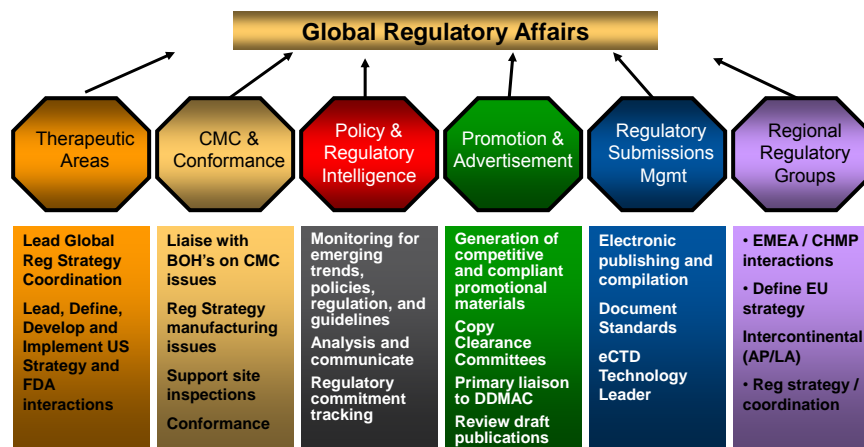 Global Regulatory Affairs
Therapeutic
Areas
CMC &
Conformance
Policy &
Regulatory
Intelligence
Promotion &
Advertisement
Regulatory
Submissions
Mgmt
Regional
Regulatory
Groups
Lead Global
Reg Strategy
Coordination
Lead, Define,
Develop and
Implement US
Strategy and
FDA
interactions
Liaise with
BOH's on CMC
issues
Reg Strategy
manufacturing
issues
Support site
inspections
Conformance
Monitoring for
emerging
trends,
policies,
regulation, and
guidelines
Analysis and
communicate
Regulatory
commitment
tracking
Generation of
competitive
and compliant
promotional
materials
Copy
Clearance
Committees
Primary liaison
to DDMAC
Review draft
publications
Electronic
publishing and
compilation
Document
Standards
eCTD
Technology
Leader
• EMEA / CHMP
interactions
• Define EU
strategy
Intercontinental
(AP/LA)
• Reg strategy /
coordination